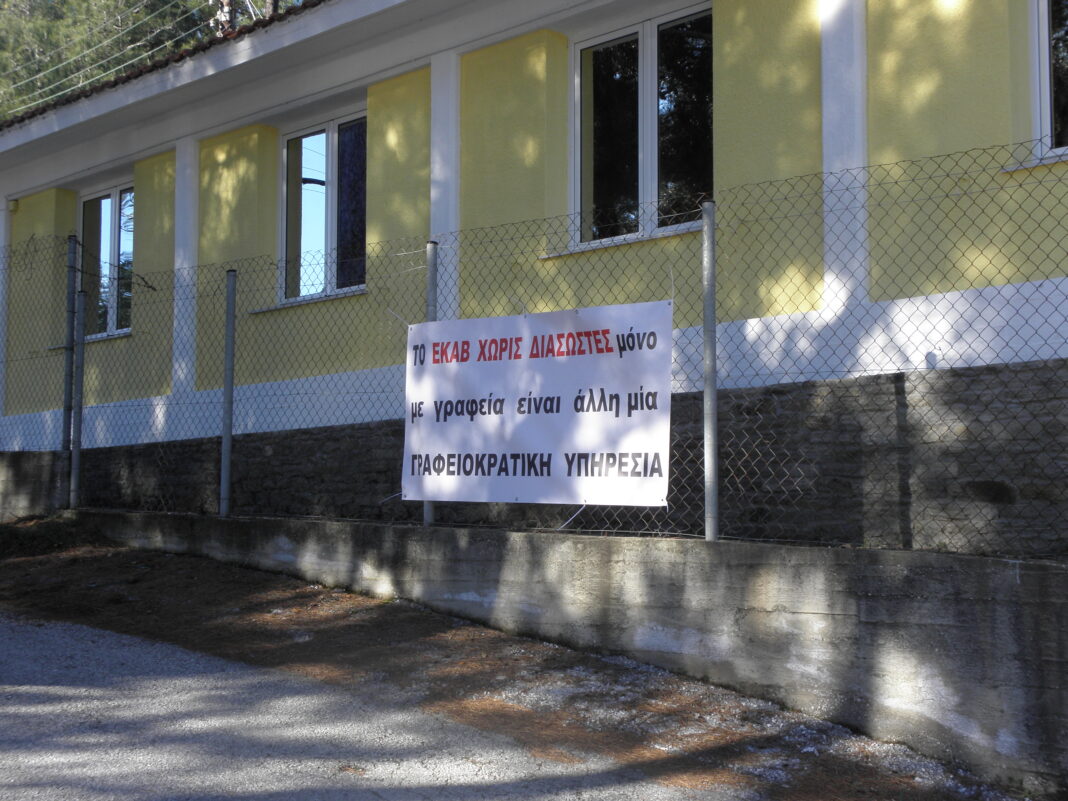 ΤΟ ΕΚΑΒ ΧΩΡΙΣ ΔΙΑΣΩΣΤΕΣ μόνο
με γραφεία είναι άλλη μία
ΓΡΑΦΕΙΟΚΡΑΤΙΚΗ ΥΠΗΡΕΣΙΑ